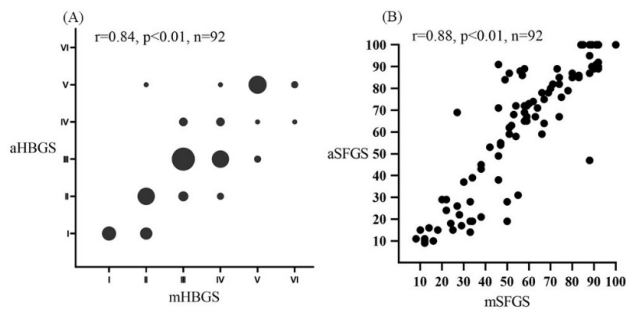 (A)
r=0.84, p<0.01, n=92
VI
V
IV
III
II
I
aHBGS
I II III IV V VI
mHBGS
(B)
r=0.88, p<0.01, n=92
100
90
80
70
60
50
40
30
20
10
aSFGS
10 20 30 40 50 60 70 80 90 100
mSFGS